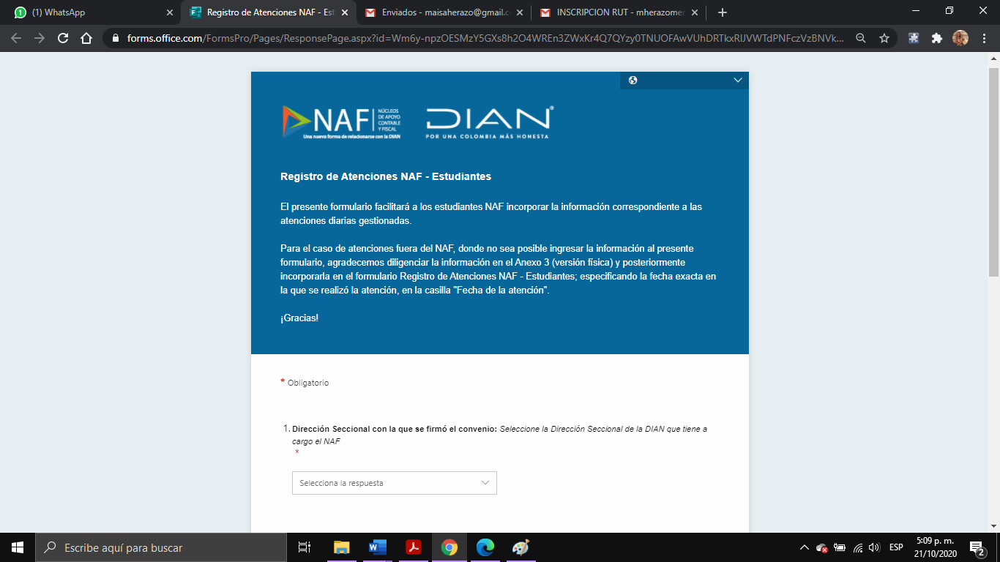 (1) WhatsApp
Registro de Atenciones NAF - Est
Enviados - maisaherazo@gmail.c
INSCRIPCION RUT - mherazomer
forms.office.com/FormsPro/Pages/ResponsePage.aspx?id=Wm6y-npzOESMzY5GXs8h2O4WREn3ZWxKr4Q7QYzy0TNUOFAwVUhDRTkxRlJVWTdPNFczVzBNVk...
NAF NÚCLEOS
DE APOYO
CONTABLE
Y FISCAL
Una nueva forma de relacionarse con la DIAN
DIAN®
POR UNA COLOMBIA MÁS HONESTA
Registro de Atenciones NAF - Estudiantes
El presente formulario facilitará a los estudiantes NAF incorporar la información correspondiente a las
atenciones diarias gestionadas.
Para el caso de atenciones fuera del NAF, donde no sea posible ingresar la información al presente
formulario, agradecemos diligenciar la información en el Anexo 3 (versión física) y posteriormente
incorporarla en el formulario Registro de Atenciones NAF - Estudiantes; especificando la fecha exacta en
la que se realizó la atención, en la casilla "Fecha de la atención".
¡Gracias!
* Obligatorio
1. Dirección Seccional con la que se firmó el convenio: Seleccione la Dirección Seccional de la DIAN que tiene a
cargo el NAF
*
Selecciona la respuesta
Escribe aquí para buscar
ESP
5:09 p. m.
21/10/2020
2